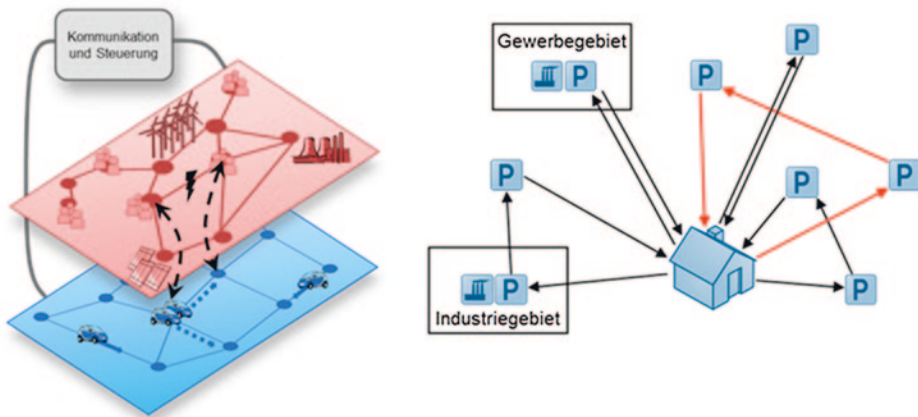 Kommunikation
und Steuerung
Gewerbegebiet
P
P
P
P
P
P
P
P
Industriegebiet